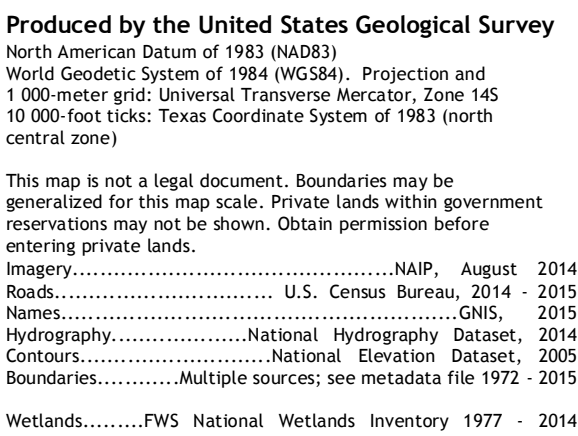 Produced by the United States Geological Survey
North American Datum of 1983 (NAD83)
World Geodetic System of 1984 (WGS84). Projection and
1 000-meter grid: Universal Transverse Mercator, Zone 14S
10 000-foot ticks: Texas Coordinate System of 1983 (north
central zone)
This map is not a legal document. Boundaries may be
generalized for this map scale. Private lands within government
reservations may not be shown. Obtain permission before
entering private lands.
Imagery..............................................NAIP, August 2014
Roads................................ U.S. Census Bureau, 2014 - 2015
Names......................................................GNIS, 2015
Hydrography...................National Hydrography Dataset, 2014
Contours...........................National Elevation Dataset, 2005
Boundaries............Multiple sources; see metadata file 1972 - 2015
Wetlands.........FWS National Wetlands Inventory 1977 - 2014